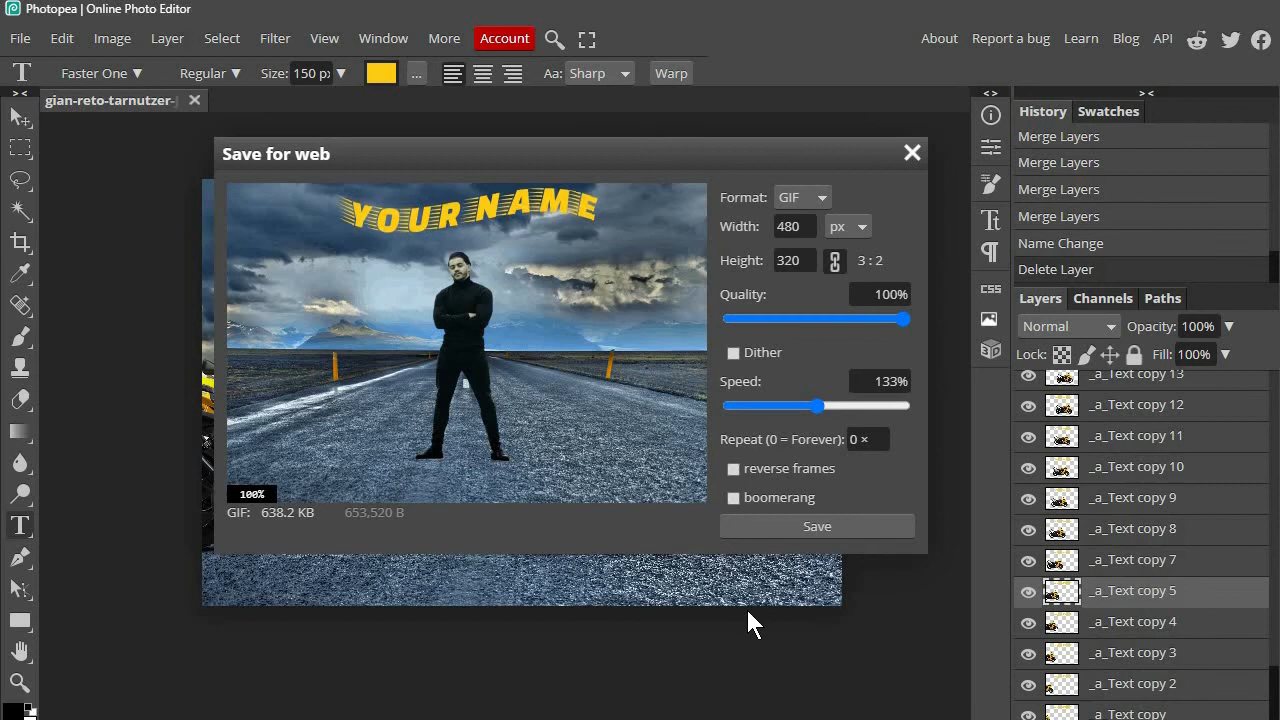 Photopea | Online Photo Editor
File Edit Image Layer Select Filter View Window More Account About Report a bug Learn Blog API
Faster One Regular Size: 150 px ... Aa: Sharp Warp
gian-reto-tarnutzer-
Save for web
YOUR NAME
100%
GIF: 638.2 KB 653,520 B
Format: GIF
Width: 480 px
Height: 320 3 : 2
Quality: 100%
Dither
Speed: 133%
Repeat (0 = Forever): 0 ×
reverse frames
boomerang
Save
CSS
History Swatches
Merge Layers
Merge Layers
Merge Layers
Merge Layers
Name Change
Delete Layer
Layers Channels Paths
Normal Opacity: 100%
Lock: Fill: 100%
_a_Text copy 13
_a_Text copy 12
_a_Text copy 11
_a_Text copy 10
_a_Text copy 9
_a_Text copy 8
_a_Text copy 7
_a_Text copy 5
_a_Text copy 4
_a_Text copy 3
_a_Text copy 2
_a_Text copy